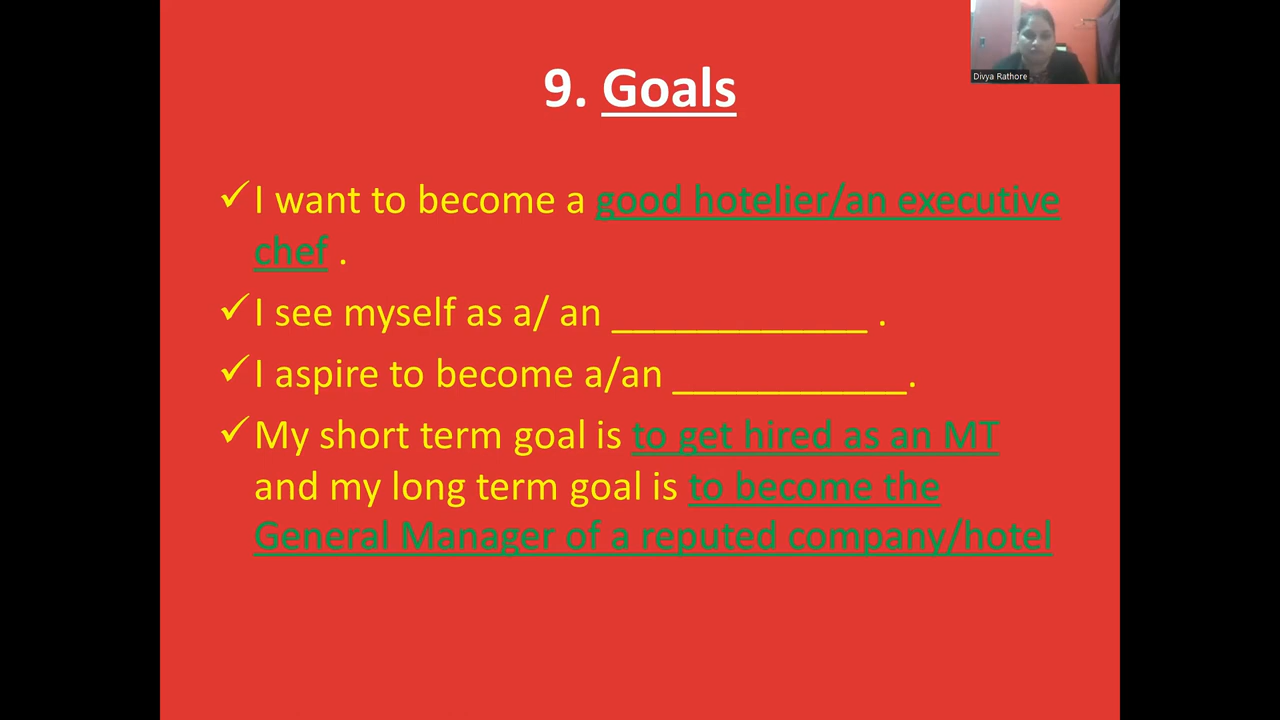 Divya Rathore
9. Goals
✓I want to become a good hotelier/an executive
chef .
✓I see myself as a/ an ____________ .
✓I aspire to become a/an ___________.
✓My short term goal is to get hired as an MT
and my long term goal is to become the
General Manager of a reputed company/hotel